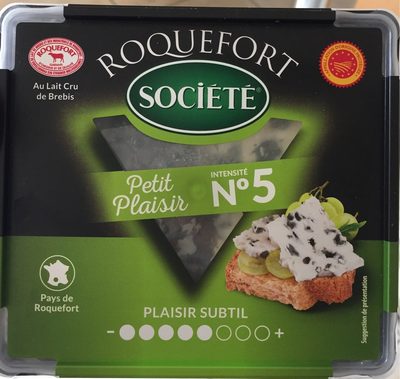 ROQUEFORT
SOCIÉTÉ
Au Lait Cru
de Brebis
Petit
Plaisir
INTENSITÉ
N°5
Pays de
Roquefort
PLAISIR SUBTIL
- +
Suggestion de présentation